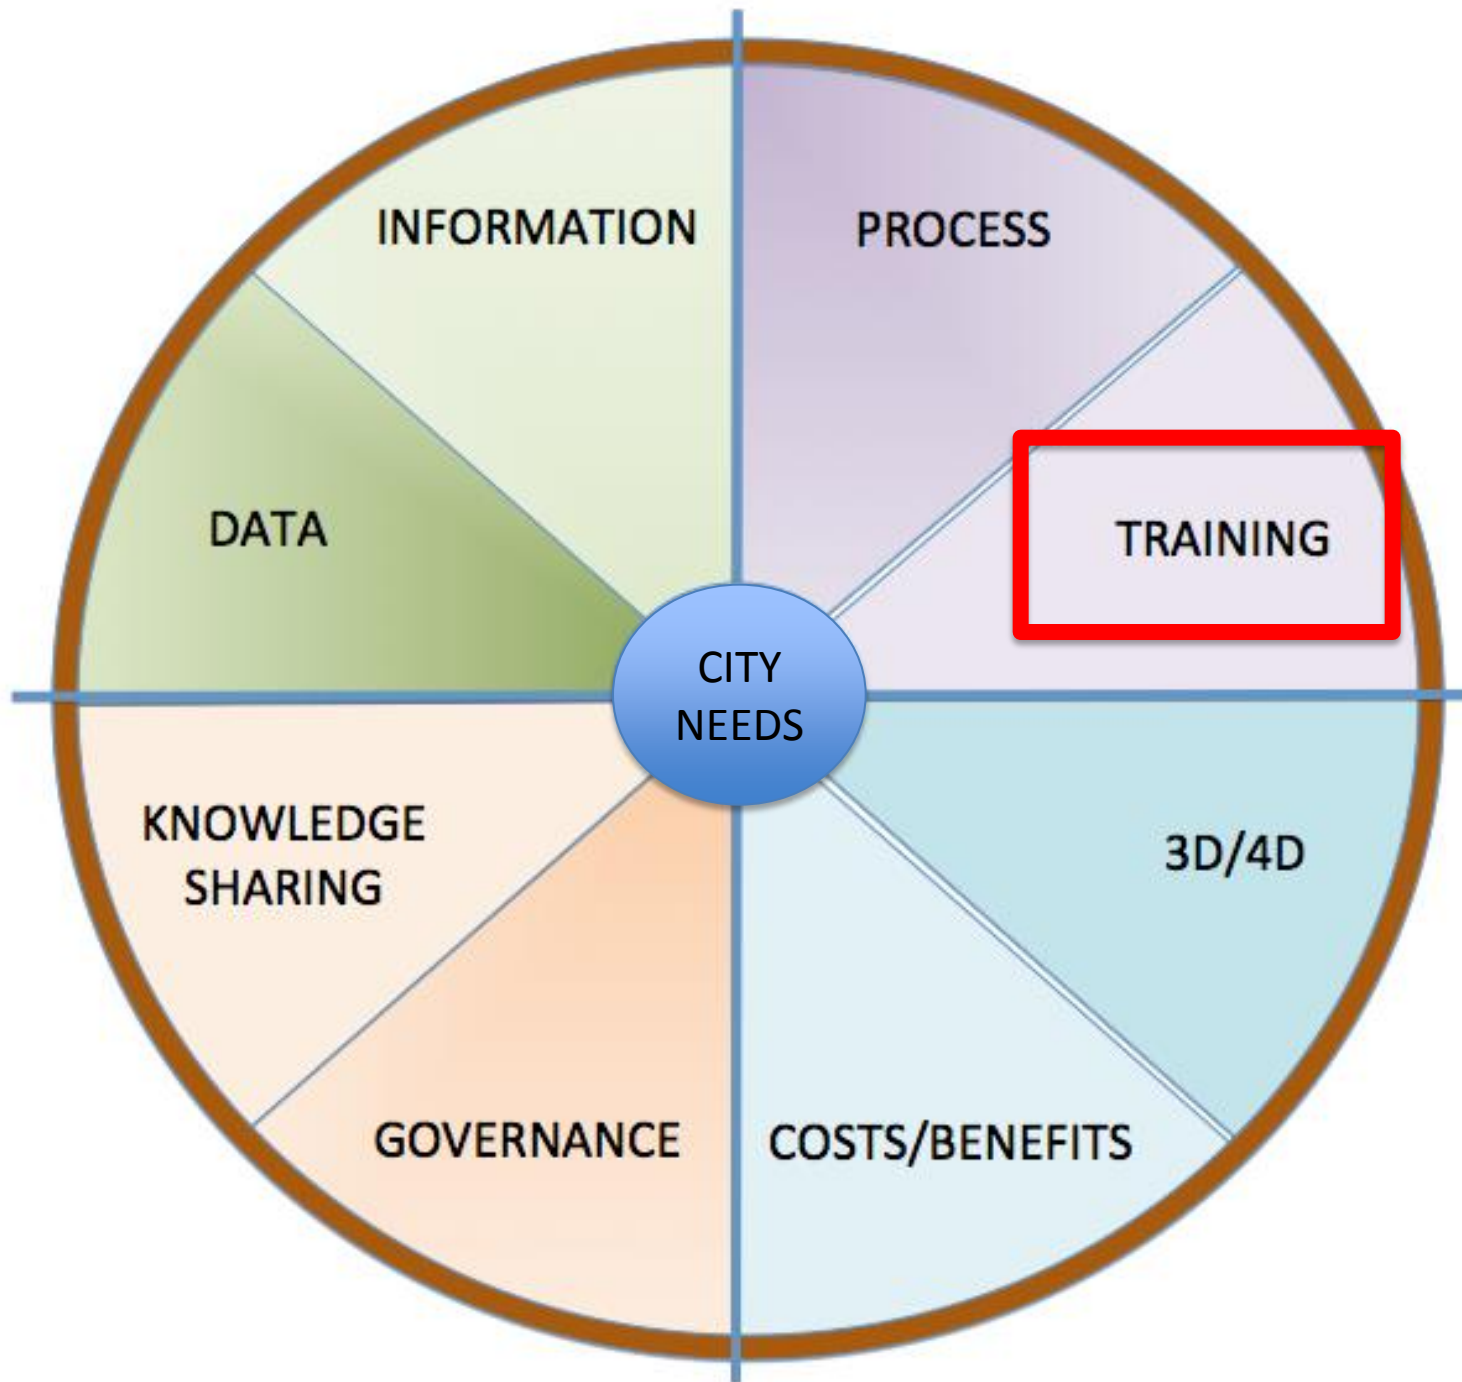 INFORMATION
PROCESS
DATA
TRAINING
CITY
NEEDS
KNOWLEDGE
SHARING
3D/4D
GOVERNANCE
COSTS/BENEFITS